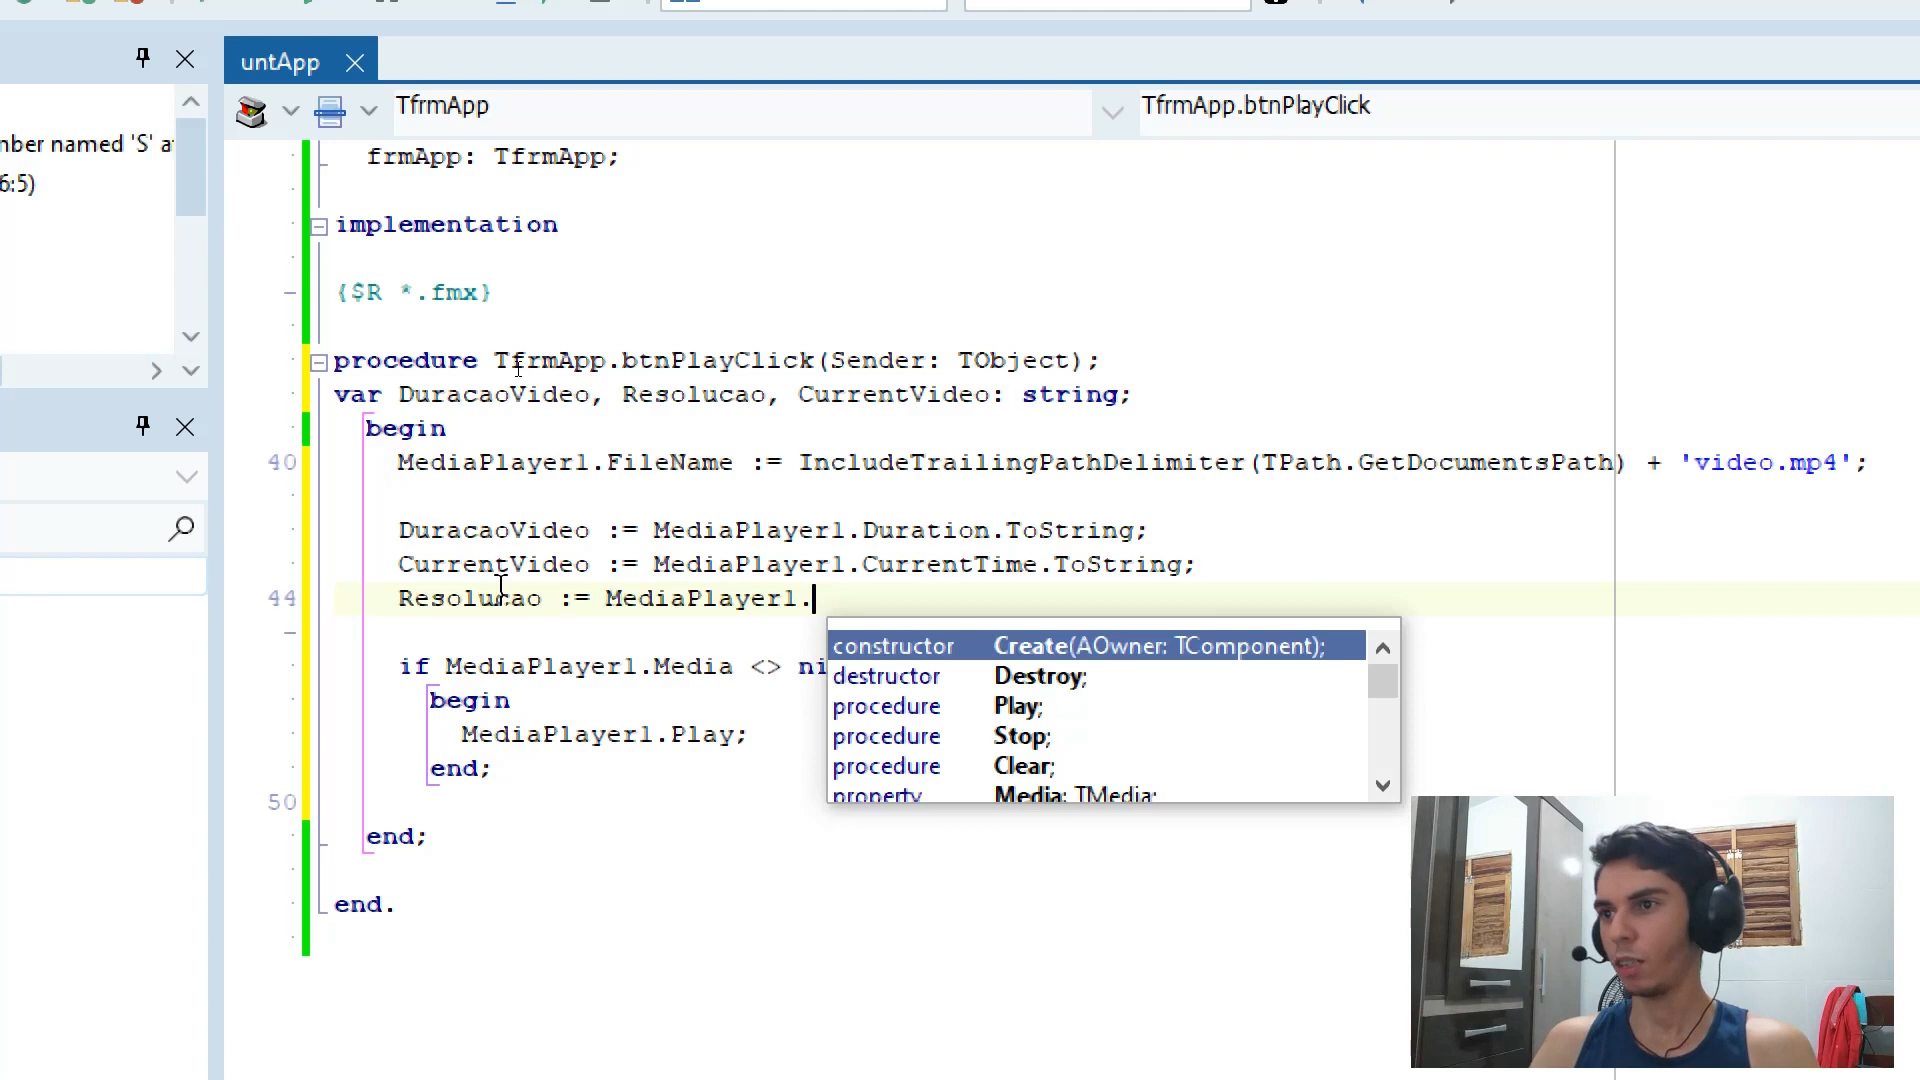 untApp
TfrmApp
TfrmApp.btnPlayClick
mber named 'S' a
6:5)
frmApp: TfrmApp;
implementation
{$R *.fmx}
procedure TfrmApp.btnPlayClick(Sender: TObject);
var DuracaoVideo, Resolucao, CurrentVideo: string;
begin
40 MediaPlayer1.FileName := IncludeTrailingPathDelimiter(TPath.GetDocumentsPath) + 'video.mp4';
DuracaoVideo := MediaPlayer1.Duration.ToString;
CurrentVideo := MediaPlayer1.CurrentTime.ToString;
44 Resolucao := MediaPlayer1.
if MediaPlayer1.Media <> ni
begin
MediaPlayer1.Play;
end;
50
end;
end.
constructor Create(AOwner: TComponent);
destructor Destroy;
procedure Play;
procedure Stop;
procedure Clear;
property Media: TMedia;